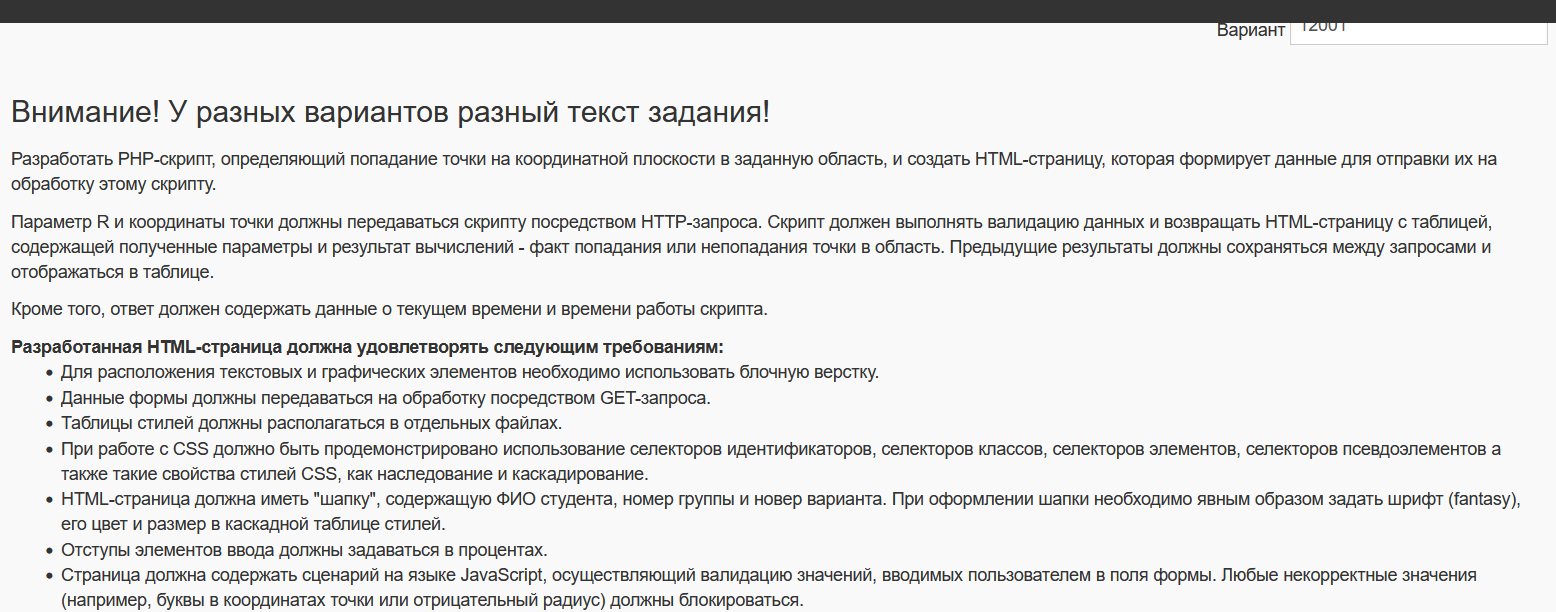 Вариант 12001
Внимание! У разных вариантов разный текст задания!
Разработать PHP-скрипт, определяющий попадание точки на координатной плоскости в заданную область, и создать HTML-страницу, которая формирует данные для отправки их на
обработку этому скрипту.
Параметр R и координаты точки должны передаваться скрипту посредством HTTP-запроса. Скрипт должен выполнять валидацию данных и возвращать HTML-страницу с таблицей,
содержащей полученные параметры и результат вычислений - факт попадания или непопадания точки в область. Предыдущие результаты должны сохраняться между запросами и
отображаться в таблице.
Кроме того, ответ должен содержать данные о текущем времени и времени работы скрипта.
Разработанная HTML-страница должна удовлетворять следующим требованиям:
• Для расположения текстовых и графических элементов необходимо использовать блочную верстку.
• Данные формы должны передаваться на обработку посредством GET-запроса.
• Таблицы стилей должны располагаться в отдельных файлах.
• При работе с CSS должно быть продемонстрировано использование селекторов идентификаторов, селекторов классов, селекторов элементов, селекторов псевдоэлементов а
также такие свойства стилей CSS, как наследование и каскадирование.
• HTML-страница должна иметь "шапку", содержащую ФИО студента, номер группы и новер варианта. При оформлении шапки необходимо явным образом задать шрифт (fantasy),
его цвет и размер в каскадной таблице стилей.
• Отступы элементов ввода должны задаваться в процентах.
• Страница должна содержать сценарий на языке JavaScript, осуществляющий валидацию значений, вводимых пользователем в поля формы. Любые некорректные значения
(например, буквы в координатах точки или отрицательный радиус) должны блокироваться.